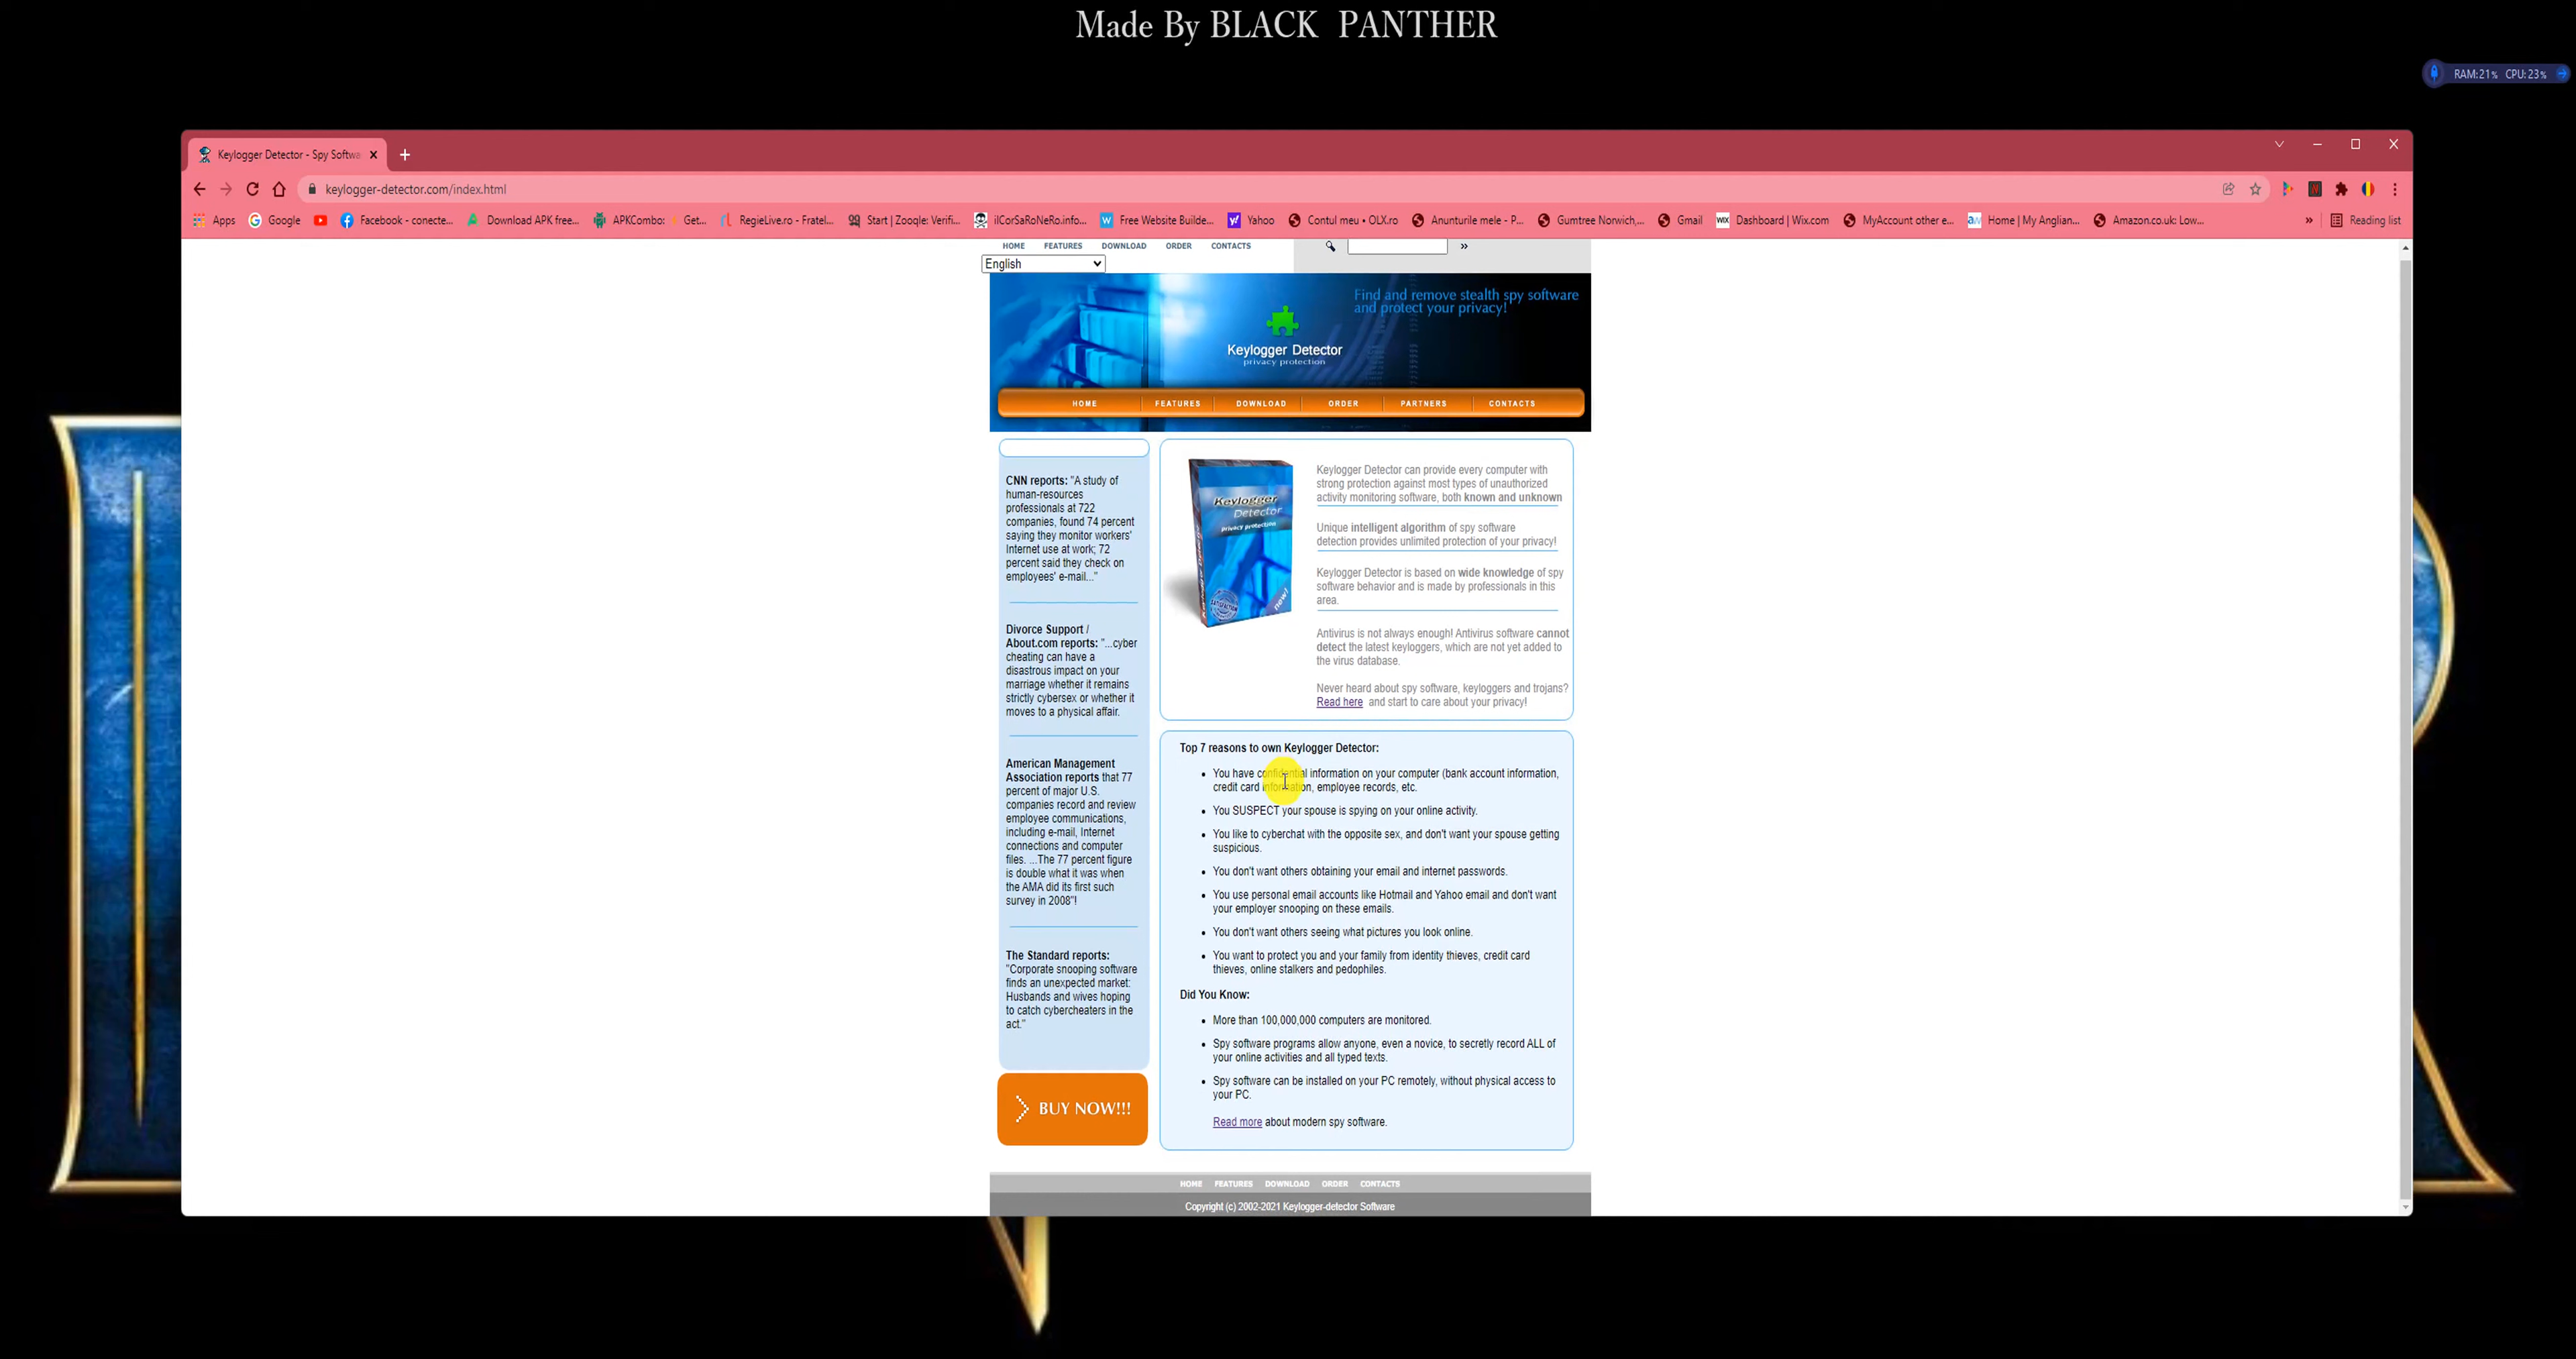 Made By BLACK PANTHER
RAM:21% CPU:23%
Keylogger Detector - Spy Softwa
keylogger-detector.com/index.html
Apps Google Facebook - conecte... Download APK free... APKCombo: Get... RegieLive.ro - Fratel... Start | Zooqle: Verifi... ilCorSaRoNeRo.info... Free Website Builde... Yahoo Contul meu • OLX.ro Anunturile mele - P... Gumtree Norwich,... Gmail Dashboard | Wix.com MyAccount other e... Home | My Anglian... Amazon.co.uk: Low... » Reading list
HOME FEATURES DOWNLOAD ORDER CONTACTS »
English
Find and remove stealth spy software
and protect your privacy!
Keylogger Detector
privacy protection
HOME FEATURES DOWNLOAD ORDER PARTNERS CONTACTS
CNN reports: "A study of
human-resources
professionals at 722
companies, found 74 percent
saying they monitor workers'
Internet use at work; 72
percent said they check on
employees' e-mail..."
Divorce Support /
About.com reports: "...cyber
cheating can have a
disastrous impact on your
marriage whether it remains
strictly cybersex or whether it
moves to a physical affair.
American Management
Association reports that 77
percent of major U.S.
companies record and review
employee communications,
including e-mail, Internet
connections and computer
files. ...The 77 percent figure
is double what it was when
the AMA did its first such
survey in 2008"!
The Standard reports:
"Corporate snooping software
finds an unexpected market:
Husbands and wives hoping
to catch cybercheaters in the
act."
BUY NOW!!!
Keylogger
Detector
privacy protection
SATISFACTION
now!
Keylogger Detector can provide every computer with
strong protection against most types of unauthorized
activity monitoring software, both known and unknown
Unique intelligent algorithm of spy software
detection provides unlimited protection of your privacy!
Keylogger Detector is based on wide knowledge of spy
software behavior and is made by professionals in this
area.
Antivirus is not always enough! Antivirus software cannot
detect the latest keyloggers, which are not yet added to
the virus database.
Never heard about spy software, keyloggers and trojans?
Read here and start to care about your privacy!
Top 7 reasons to own Keylogger Detector:
• You have confidential information on your computer (bank account information,
credit card information, employee records, etc.
• You SUSPECT your spouse is spying on your online activity.
• You like to cyberchat with the opposite sex, and don't want your spouse getting
suspicious.
• You don't want others obtaining your email and internet passwords.
• You use personal email accounts like Hotmail and Yahoo email and don't want
your employer snooping on these emails.
• You don't want others seeing what pictures you look online.
• You want to protect you and your family from identity thieves, credit card
thieves, online stalkers and pedophiles.
Did You Know:
• More than 100,000,000 computers are monitored.
• Spy software programs allow anyone, even a novice, to secretly record ALL of
your online activities and all typed texts.
• Spy software can be installed on your PC remotely, without physical access to
your PC.
Read more about modern spy software.
HOME FEATURES DOWNLOAD ORDER CONTACTS
Copyright (c) 2002-2021 Keylogger-detector Software